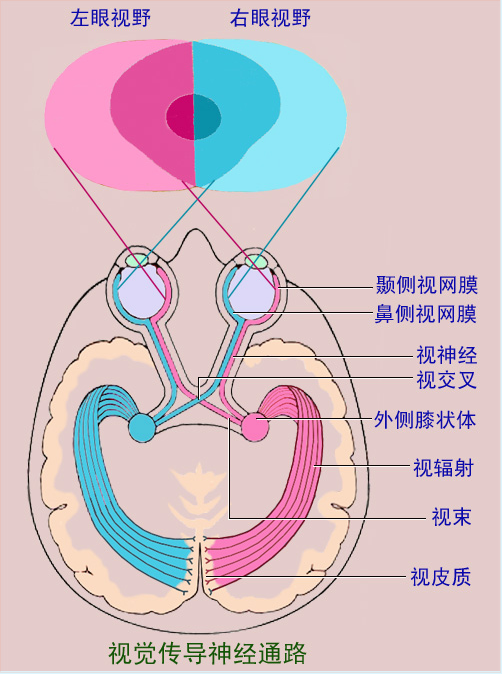 左眼视野 右眼视野
颞侧视网膜
鼻侧视网膜
视神经
视交叉
外侧膝状体
视辐射
视束
视皮质
视觉传导神经通路